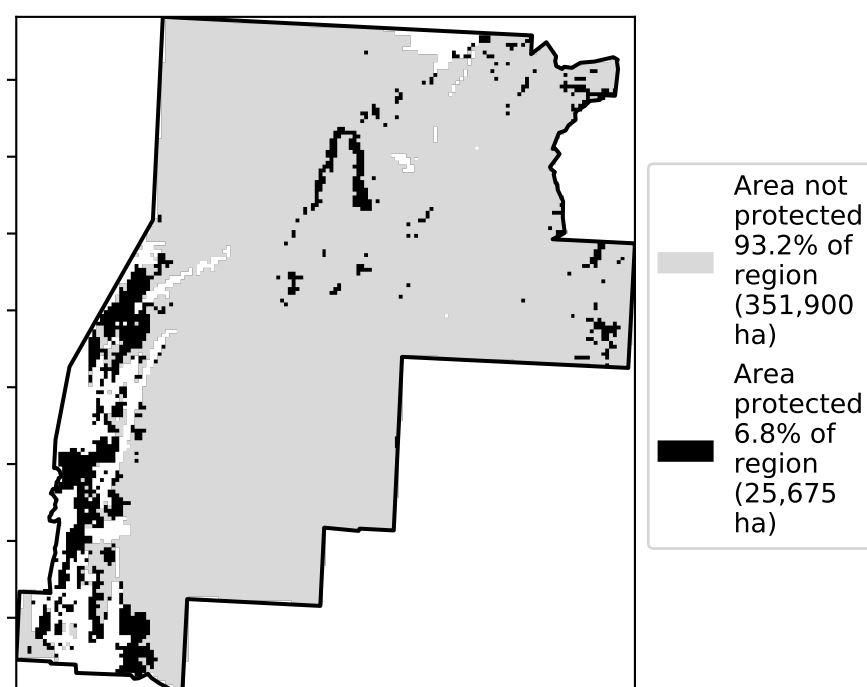 Area not
protected
93.2% of
region
(351,900
ha)
Area
protected
6.8% of
region
(25,675
ha)